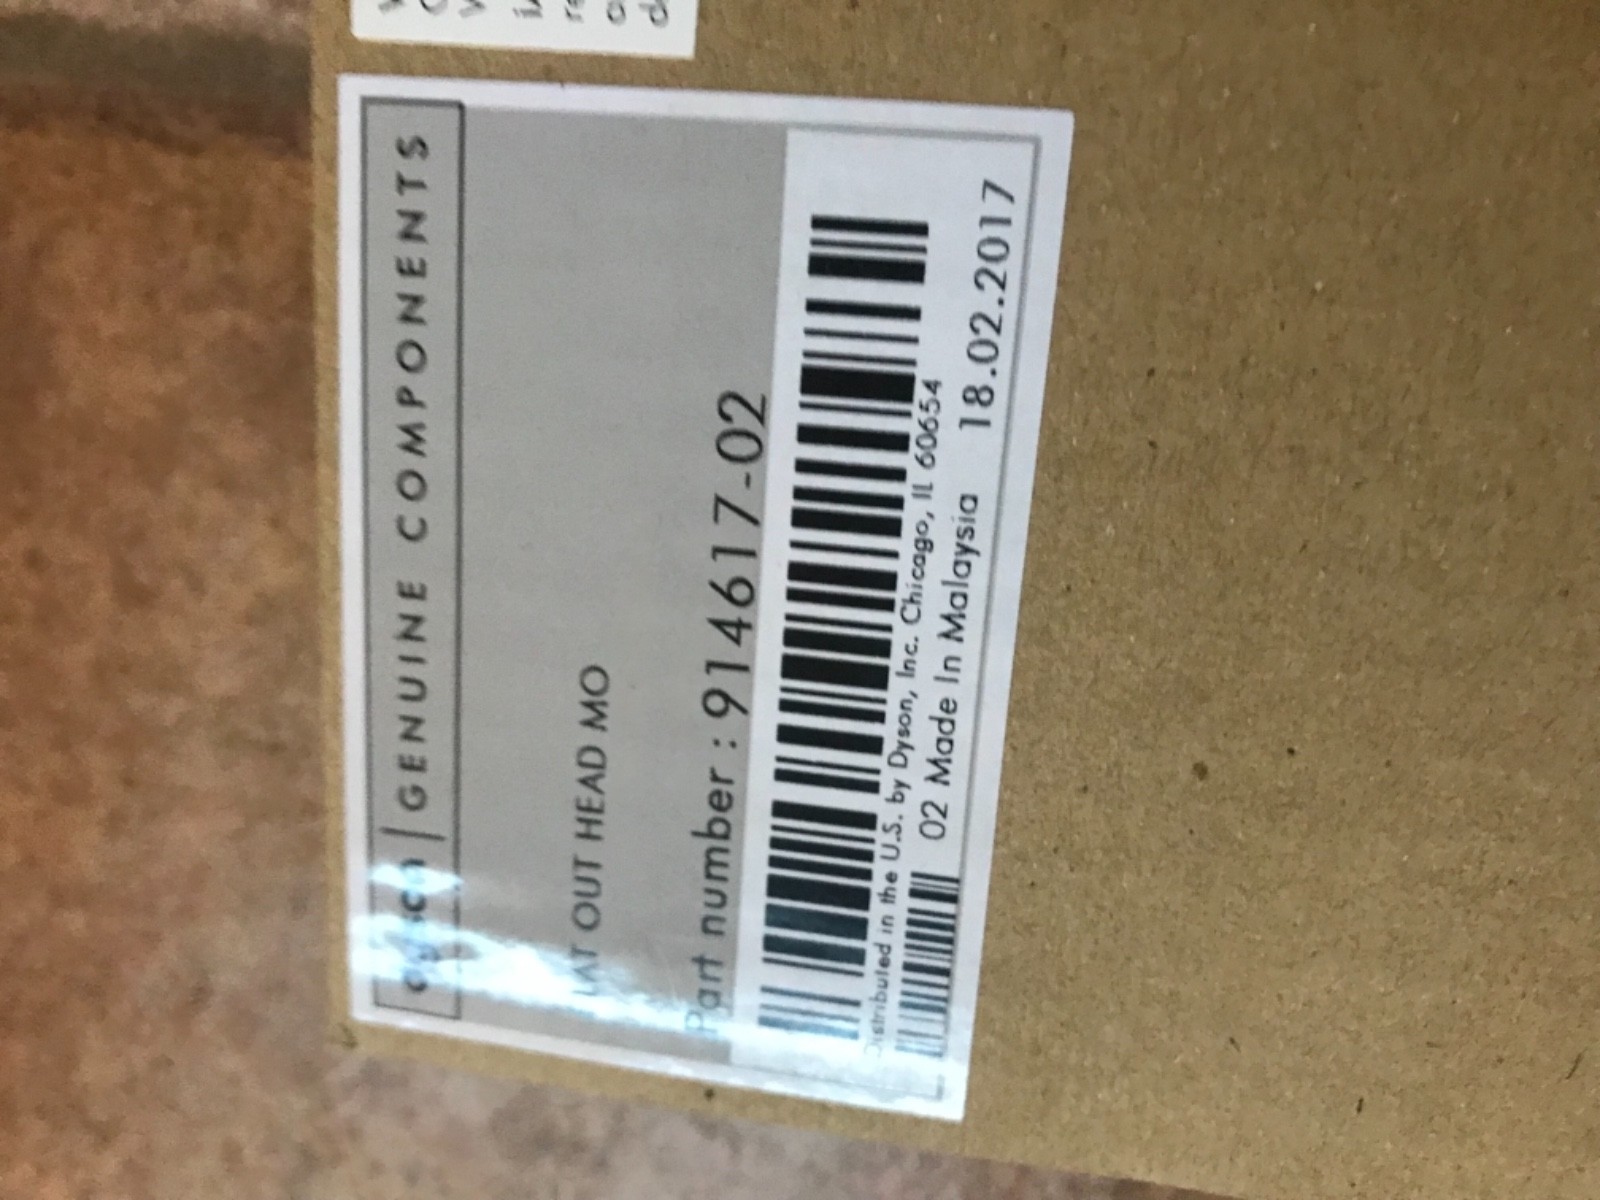 dyson | GENUINE COMPONENTS
OUT HEAD MO
Part number : 914617-02
Distributed in the U.S. by Dyson, Inc. Chicago, IL 60654
02 Made In Malaysia 18.02.2017